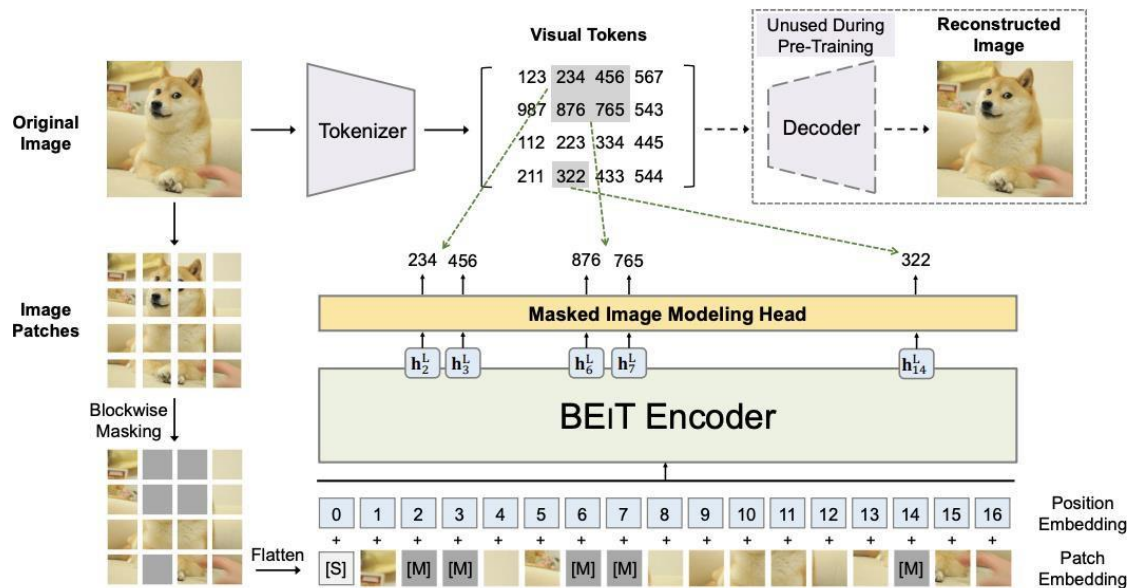 Unused During
Pre-Training
Reconstructed
Image
Visual Tokens
Original
Image
Tokenizer
123 234 456 567
987 876 765 543
112 223 334 445
211 322 433 544
Decoder
234 456 876 765 322
Image
Patches
Masked Image Modeling Head
h₂ᴸ h₃ᴸ h₆ᴸ h₇ᴸ h₁₄ᴸ
BEIT Encoder
Blockwise
Masking
0 1 2 3 4 5 6 7 8 9 10 11 12 13 14 15 16
Position
Embedding
+ + + + + + + + + + + + + + + + +
Flatten
[S] [M] [M] [M] [M] [M]
Patch
Embedding